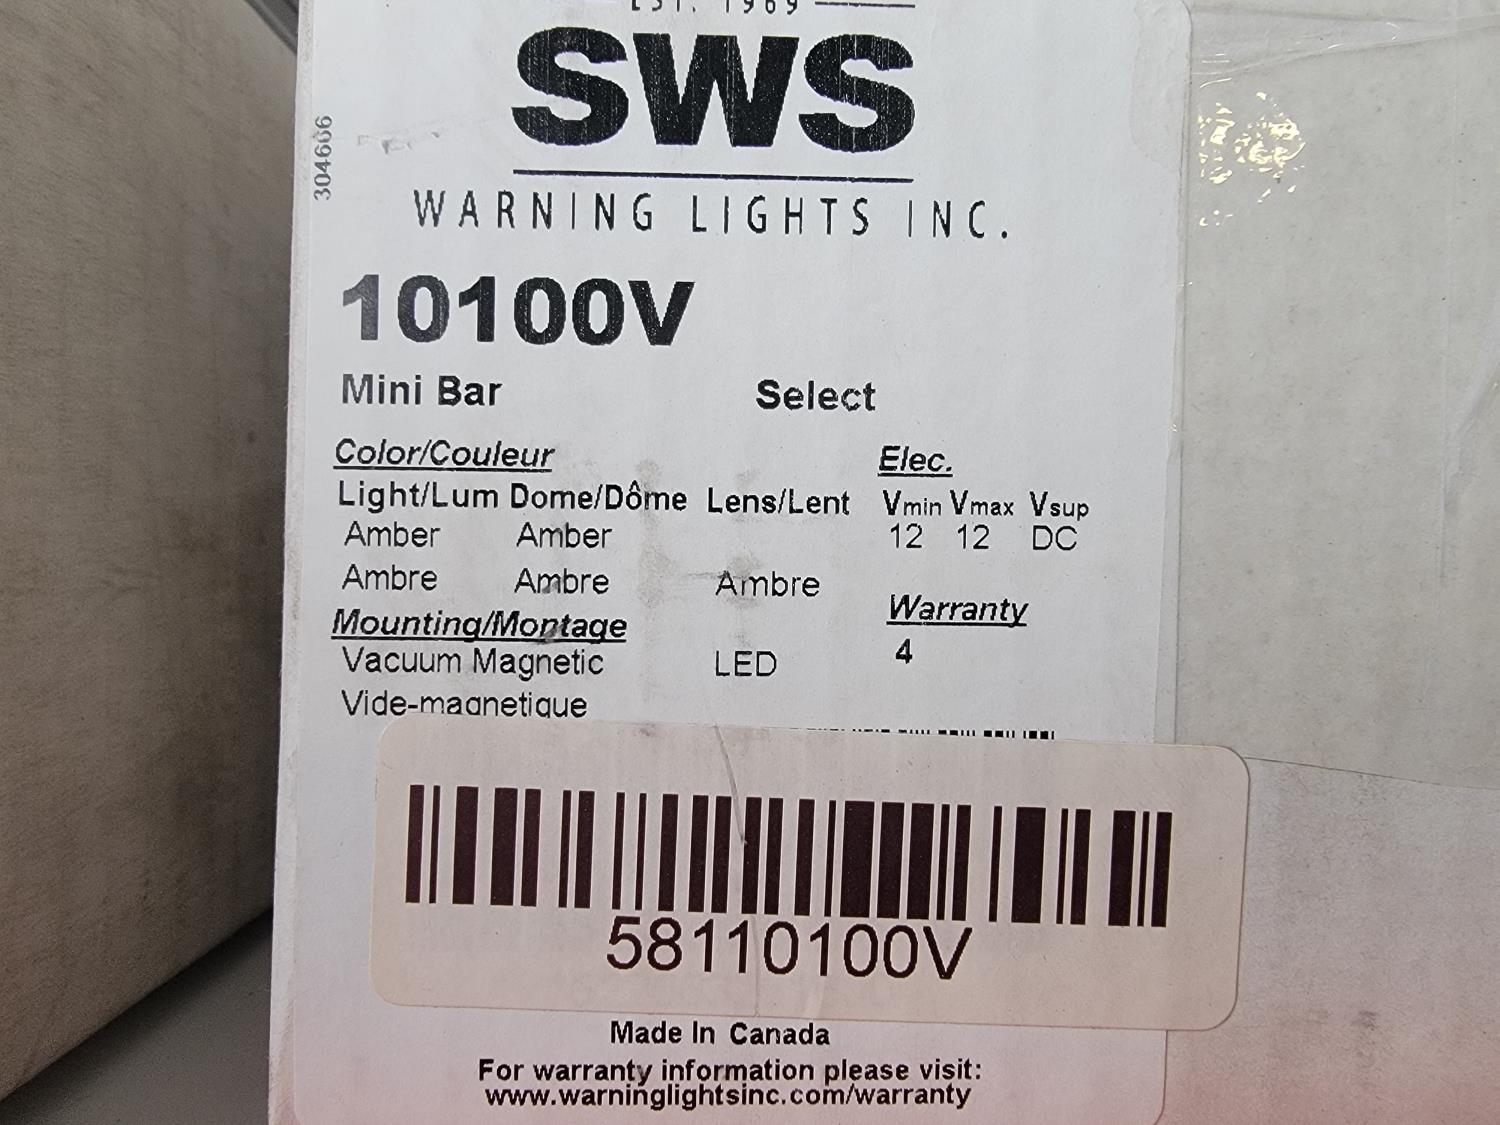 EST. 1969
SWS
WARNING LIGHTS INC.
304666
10100V
Mini Bar Select
Color/Couleur Elec.
Light/Lum Dome/Dôme Lens/Lent Vmin Vmax Vsup
Amber Amber 12 12 DC
Ambre Ambre Ambre
Warranty
Mounting/Montage
Vacuum Magnetic LED 4
Vide-magnetique
58110100V
Made In Canada
For warranty information please visit:
www.warninglightsinc.com/warranty